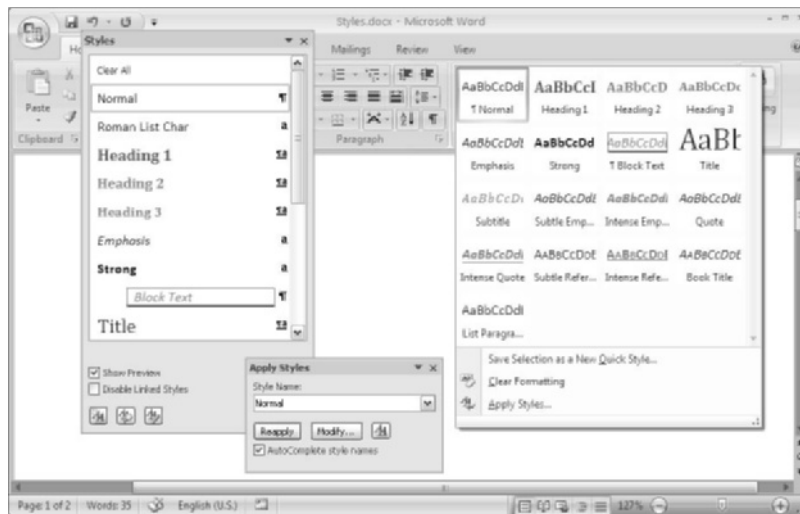 Styles.docx - Microsoft Word
Mailings Review View
Paste
Clipboard
Paragraph
Styles
Clear All
Normal ¶
Roman List Char a
Heading 1 ¶a
Heading 2 ¶a
Heading 3 ¶a
Emphasis a
Strong a
Block Text ¶
Title ¶a
Show Preview
Disable Linked Styles
Apply Styles
Style Name:
Normal
Reapply Modify...
AutoComplete style names
AaBbCcDdI AaBbCcI AaBbCcD AaBbCcDc
¶ Normal Heading 1 Heading 2 Heading 3
AaBbCcDdI AaBbCcDd AaBbCcDdI AaBt
Emphasis Strong ¶ Block Text Title
AaBbCcDı AaBbCcDdI AaBbCcDdI AaBbCcDdI
Subtitle Subtle Emp... Intense Emp... Quote
AaBbCcDdI AaBbCcDdE AaBbCcDdI AaBbCcDdE
Intense Quote Subtle Refer... Intense Refe... Book Title
AaBbCcDdI
List Paragra...
Save Selection as a New Quick Style...
Clear Formatting
Apply Styles...
Page: 1 of 2 Words: 35 English (U.S.) 127%